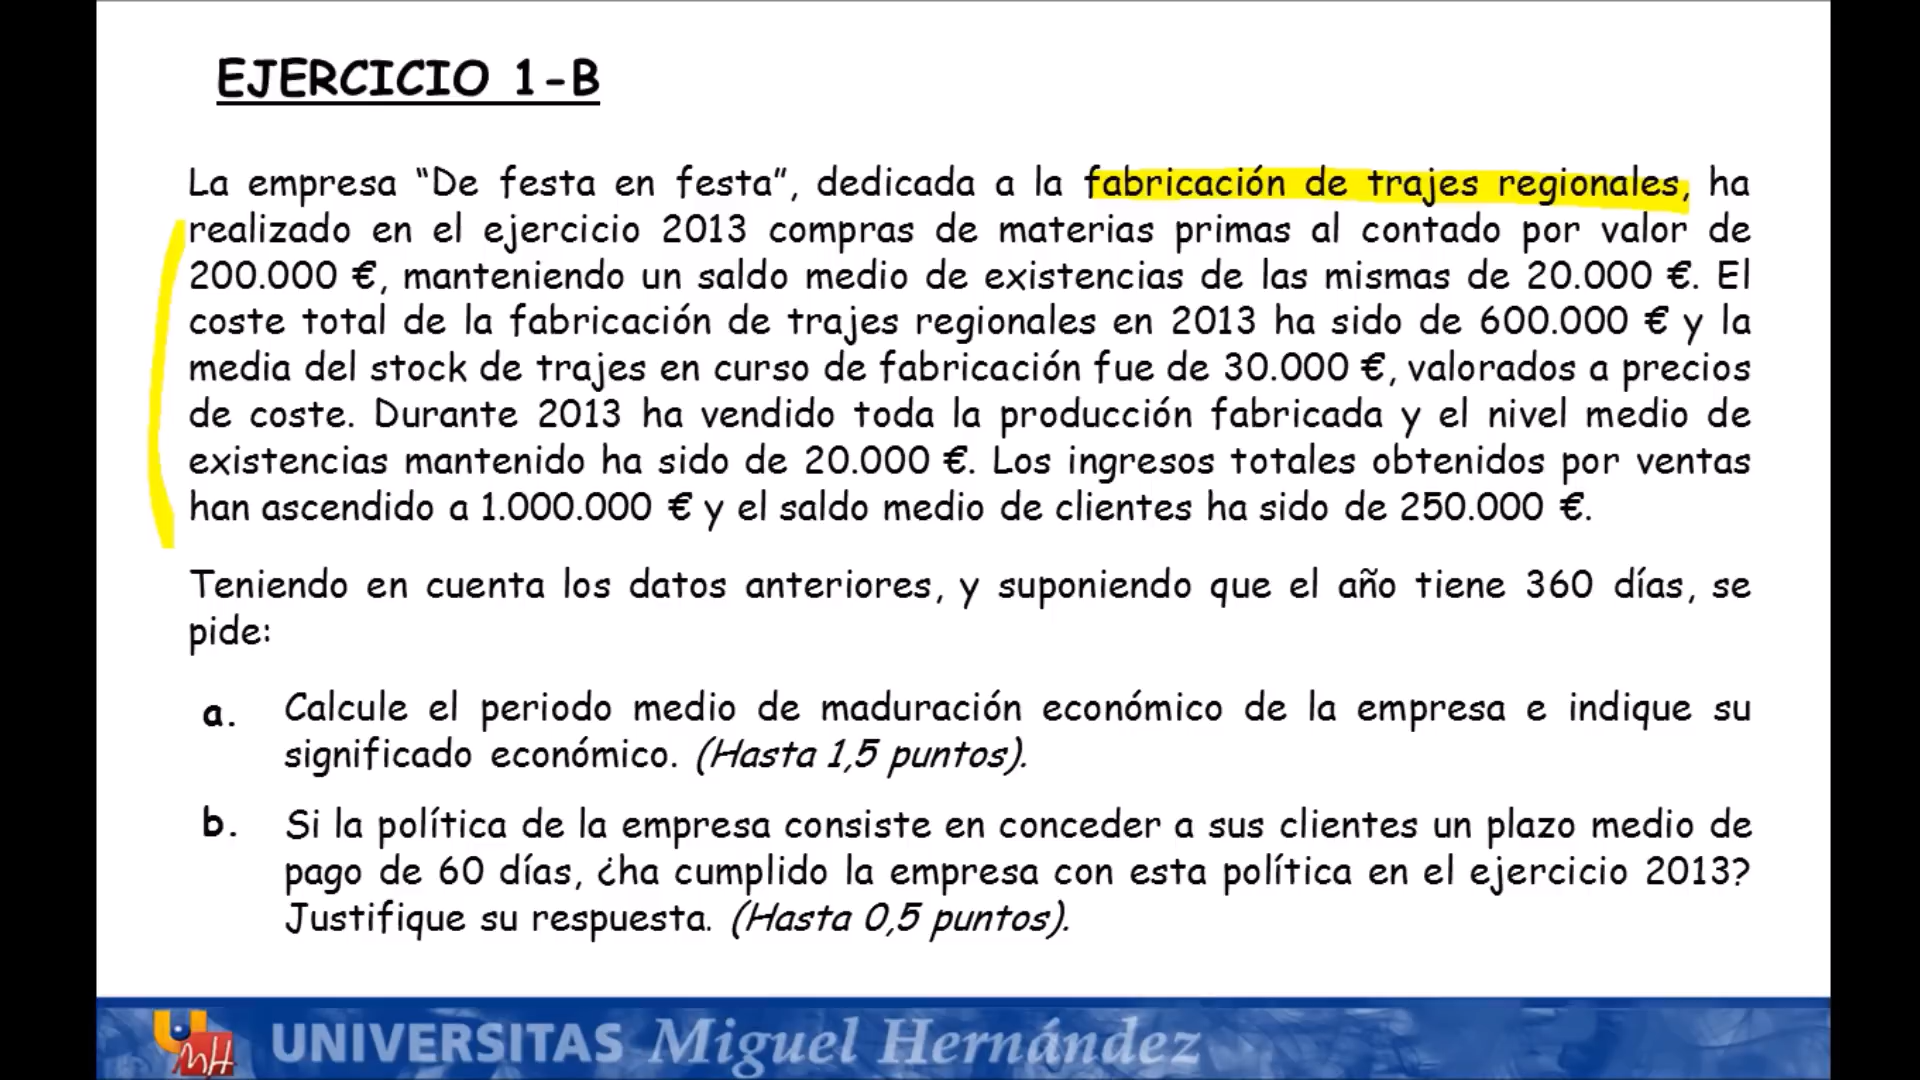 EJERCICIO 1-B
La empresa “De festa en festa”, dedicada a la fabricación de trajes regionales, ha
realizado en el ejercicio 2013 compras de materias primas al contado por valor de
200.000 €, manteniendo un saldo medio de existencias de las mismas de 20.000 €. El
coste total de la fabricación de trajes regionales en 2013 ha sido de 600.000 € y la
media del stock de trajes en curso de fabricación fue de 30.000 €, valorados a precios
de coste. Durante 2013 ha vendido toda la producción fabricada y el nivel medio de
existencias mantenido ha sido de 20.000 €. Los ingresos totales obtenidos por ventas
han ascendido a 1.000.000 € y el saldo medio de clientes ha sido de 250.000 €.
Teniendo en cuenta los datos anteriores, y suponiendo que el año tiene 360 días, se
pide:
a. Calcule el periodo medio de maduración económico de la empresa e indique su
significado económico. (Hasta 1,5 puntos).
b. Si la política de la empresa consiste en conceder a sus clientes un plazo medio de
pago de 60 días, ¿ha cumplido la empresa con esta política en el ejercicio 2013?
Justifique su respuesta. (Hasta 0,5 puntos).
UMH UNIVERSITAS Miguel Hernández